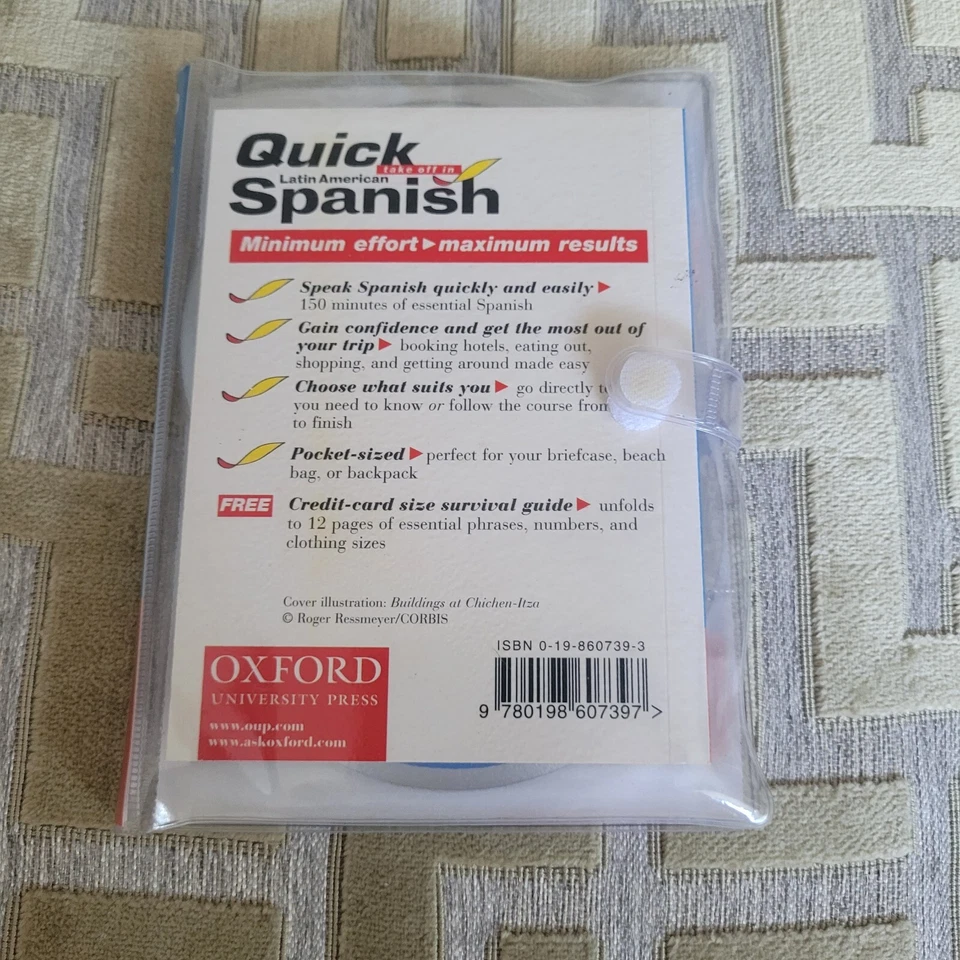 Quick
take off in
Latin American
Spanish
Minimum effort▶maximum results
Speak Spanish quickly and easily▶
150 minutes of essential Spanish
Gain confidence and get the most out of
your trip▶ booking hotels, eating out,
shopping, and getting around made easy
Choose what suits you▶ go directly
you need to know or follow the course from
to finish
Pocket-sized▶perfect for your briefcase, beach
bag, or backpack
FREE Credit-card size survival guide▶ unfolds
to 12 pages of essential phrases, numbers, and
clothing sizes
Cover illustration: Buildings at Chichen-Itza
© Roger Ressmeyer/CORBIS
ISBN 0-19-860739-3
9 780198 607397 >
OXFORD
UNIVERSITY PRESS
www.oup.com
www.askoxford.com